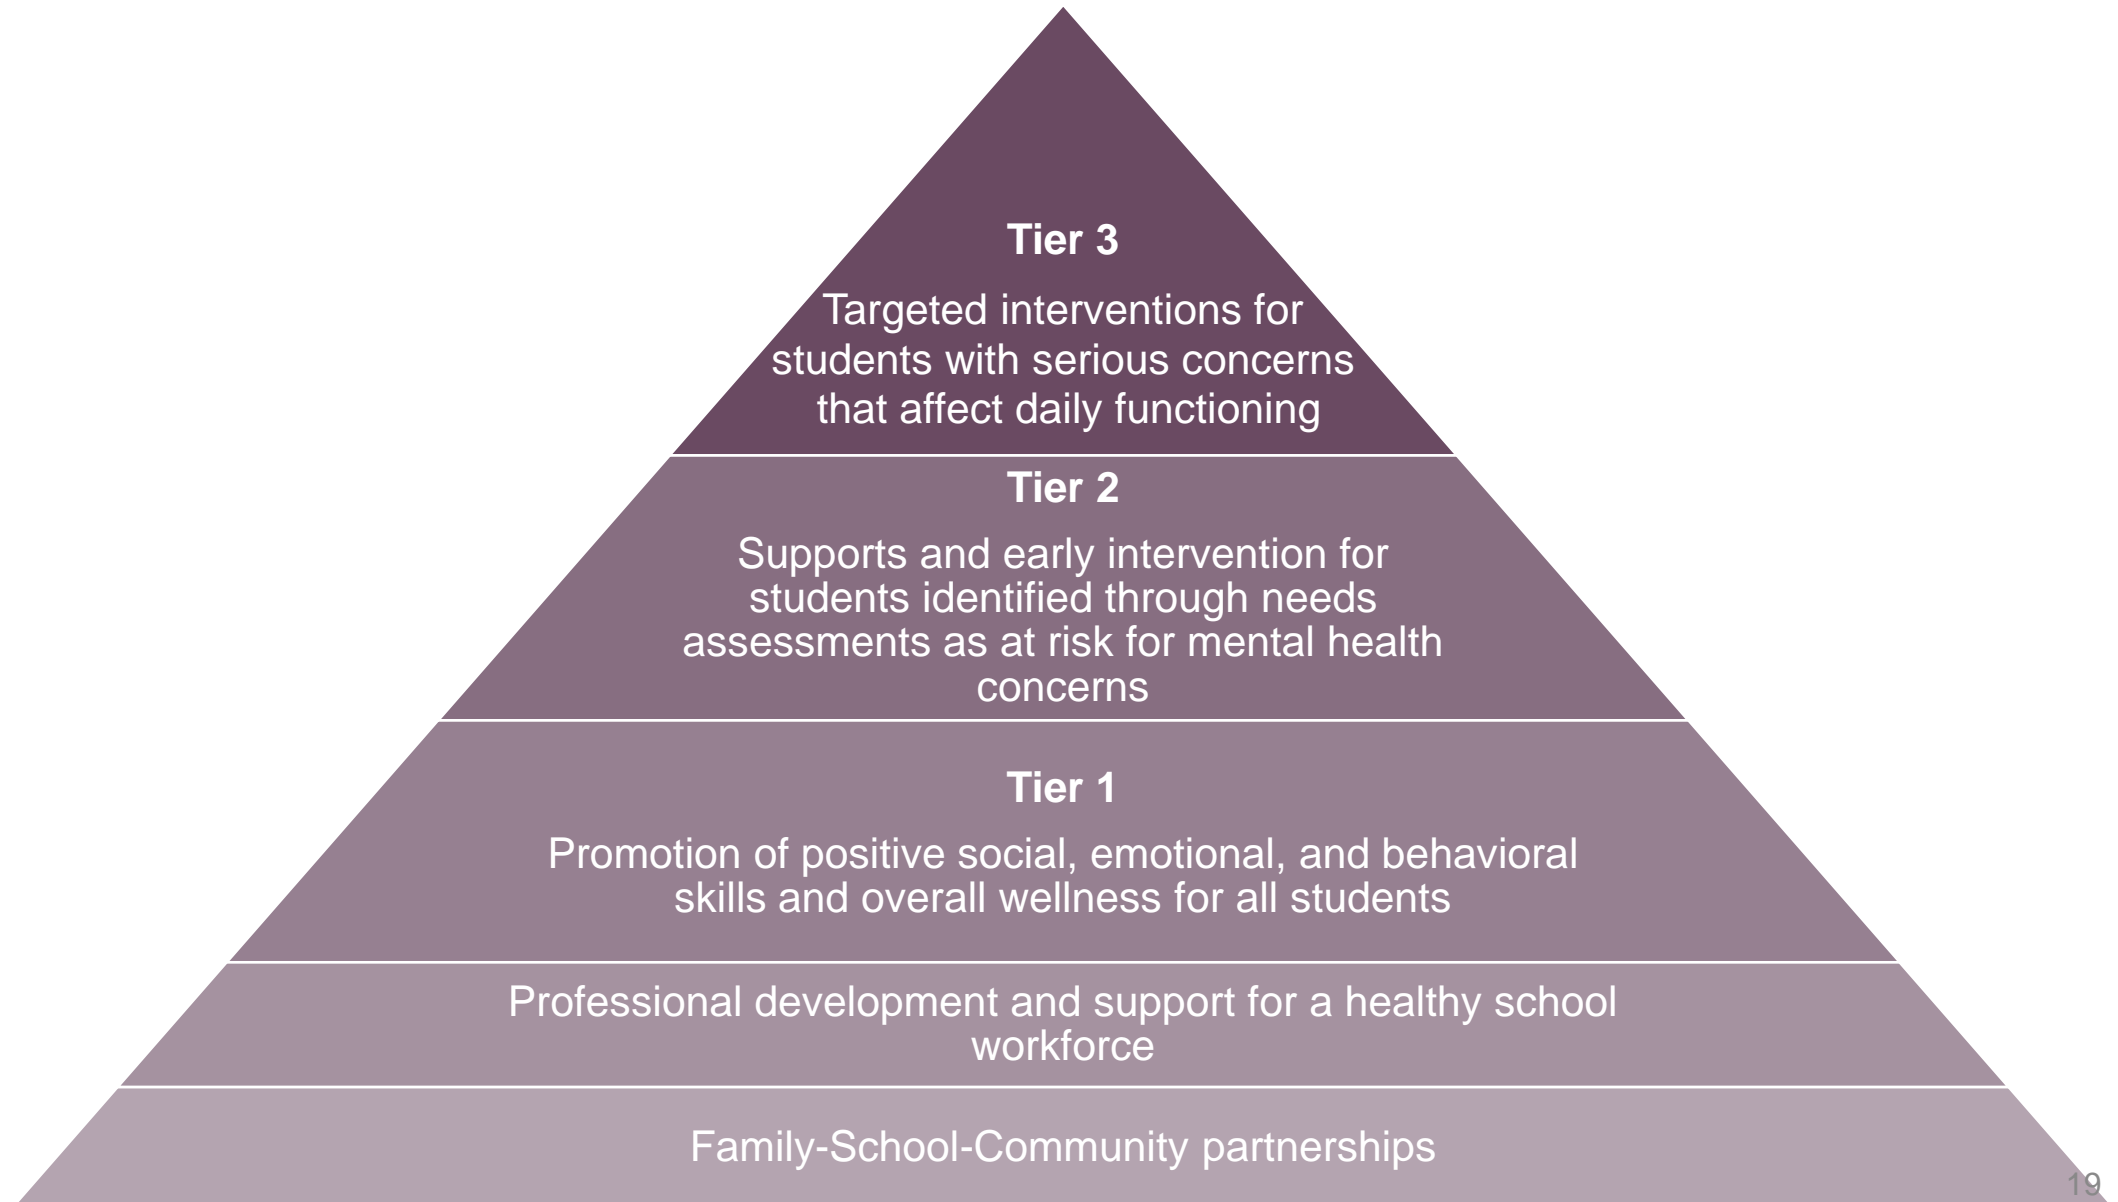 Tier 3
Targeted interventions for
students with serious concerns
that affect daily functioning
Tier 2
Supports and early intervention for
students identified through needs
assessments as at risk for mental health
concerns
Tier 1
Promotion of positive social, emotional, and behavioral
skills and overall wellness for all students
Professional development and support for a healthy school
workforce
Family-School-Community partnerships
19